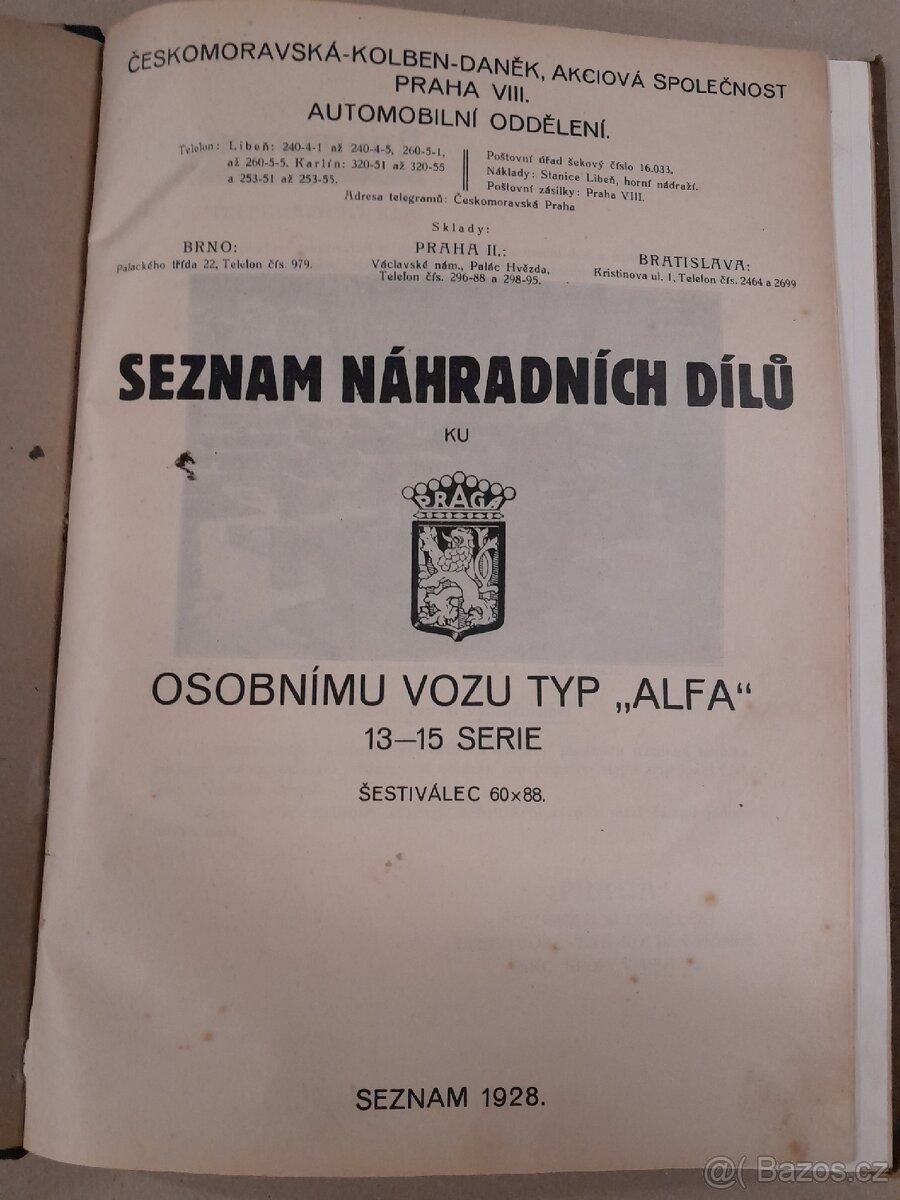 ČESKOMORAVSKÁ-KOLBEN-DANĚK, AKCIOVÁ SPOLEČNOST
PRAHA VIII.
AUTOMOBILNÍ ODDĚLENÍ.
Telefon: Libeň: 240-4-1 až 240-4-5, 260-5-1,
až 260-5-5. Karlín: 320-51 až 320-55
a 253-51 až 253-55.
Poštovní úřad šekový číslo 16.033.
Náklady: Stanice Libeň, horní nádraží.
Poštovní zásilky: Praha VIII.
Adresa telegramů: Českomoravská Praha
Sklady:
BRNO:
Palackého třída 22, Telefon čís. 979.
PRAHA II.:
Václavské nám., Palác Hvězda,
Telefon čís. 296-88 a 298-95.
BRATISLAVA:
Kristinova ul. 1, Telefon čís. 2464 a 2699
SEZNAM NÁHRADNÍCH DÍLŮ
KU
PRAGA
OSOBNÍMU VOZU TYP „ALFA“
13—15 SERIE
ŠESTIVÁLEC 60×88.
SEZNAM 1928.
Bazos.cz